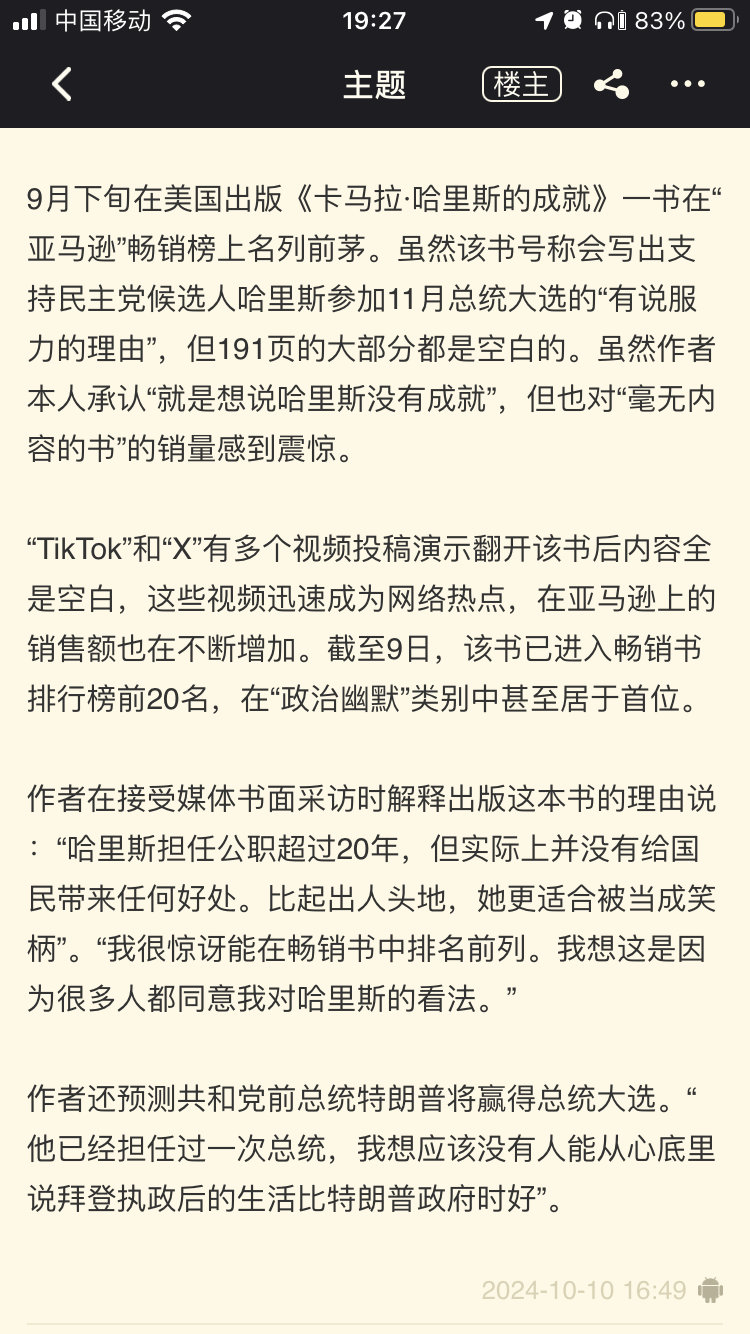 中国移动 19:27 83%
主题 楼主
9月下旬在美国出版《卡马拉·哈里斯的成就》一书在“
亚马逊”畅销榜上名列前茅。虽然该书号称会写出支
持民主党候选人哈里斯参加11月总统大选的“有说服
力的理由”，但191页的大部分都是空白的。虽然作者
本人承认“就是想说哈里斯没有成就”，但也对“毫无内
容的书”的销量感到震惊。
“TikTok”和“X”有多个视频投稿演示翻开该书后内容全
是空白，这些视频迅速成为网络热点，在亚马逊上的
销售额也在不断增加。截至9日，该书已进入畅销书
排行榜前20名，在“政治幽默”类别中甚至居于首位。
作者在接受媒体书面采访时解释出版这本书的理由说
：“哈里斯担任公职超过20年，但实际上并没有给国
民带来任何好处。比起出人头地，她更适合被当成笑
柄”。“我很惊讶能在畅销书中排名前列。我想这是因
为很多人都同意我对哈里斯的看法。”
作者还预测共和党前总统特朗普将赢得总统大选。“
他已经担任过一次总统，我想应该没有人能从心底里
说拜登执政后的生活比特朗普政府时好”。
2024-10-10 16:49